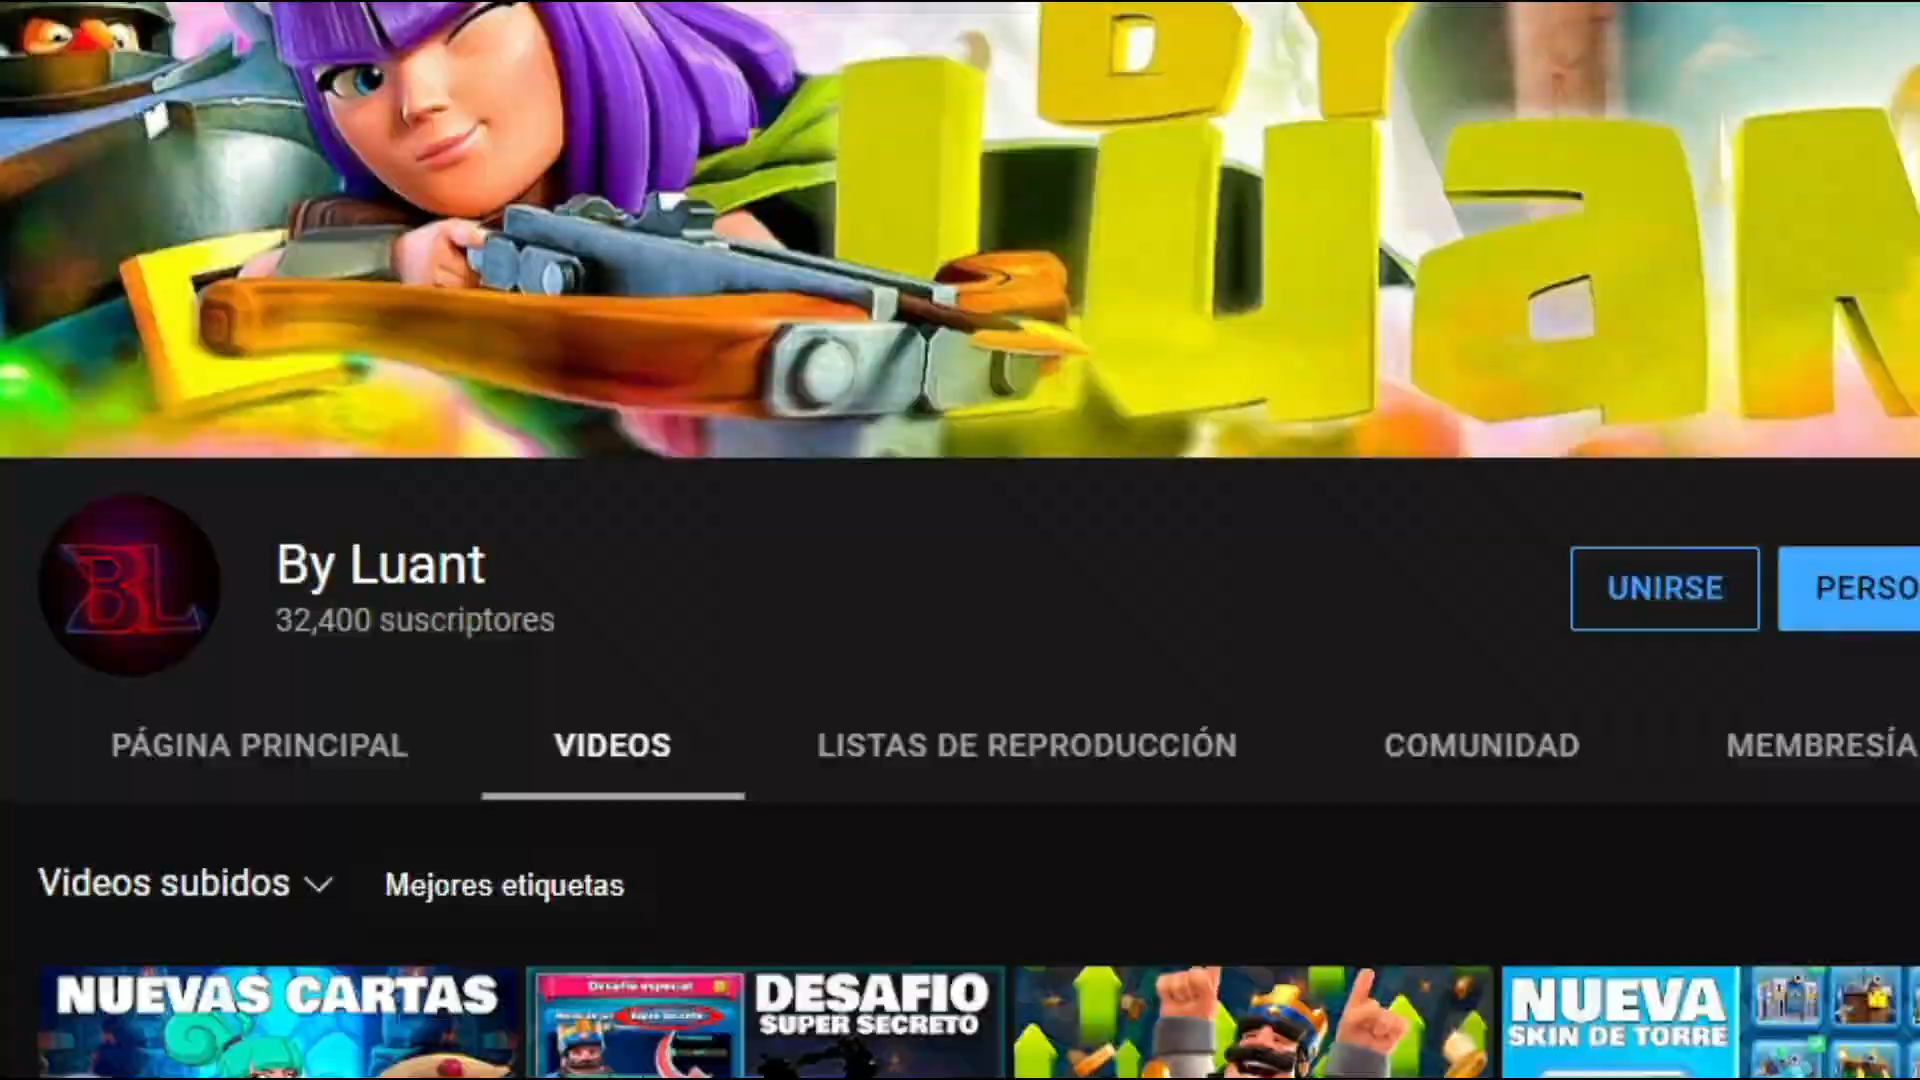 BY
Luan
BL
By Luant
32,400 suscriptores
UNIRSE
PERSO
PÁGINA PRINCIPAL
VIDEOS
LISTAS DE REPRODUCCIÓN
COMUNIDAD
MEMBRESÍA
Videos subidos
Mejores etiquetas
NUEVAS CARTAS
Desafío especial
DESAFIO
SUPER SECRETO
NUEVA
SKIN DE TORRE